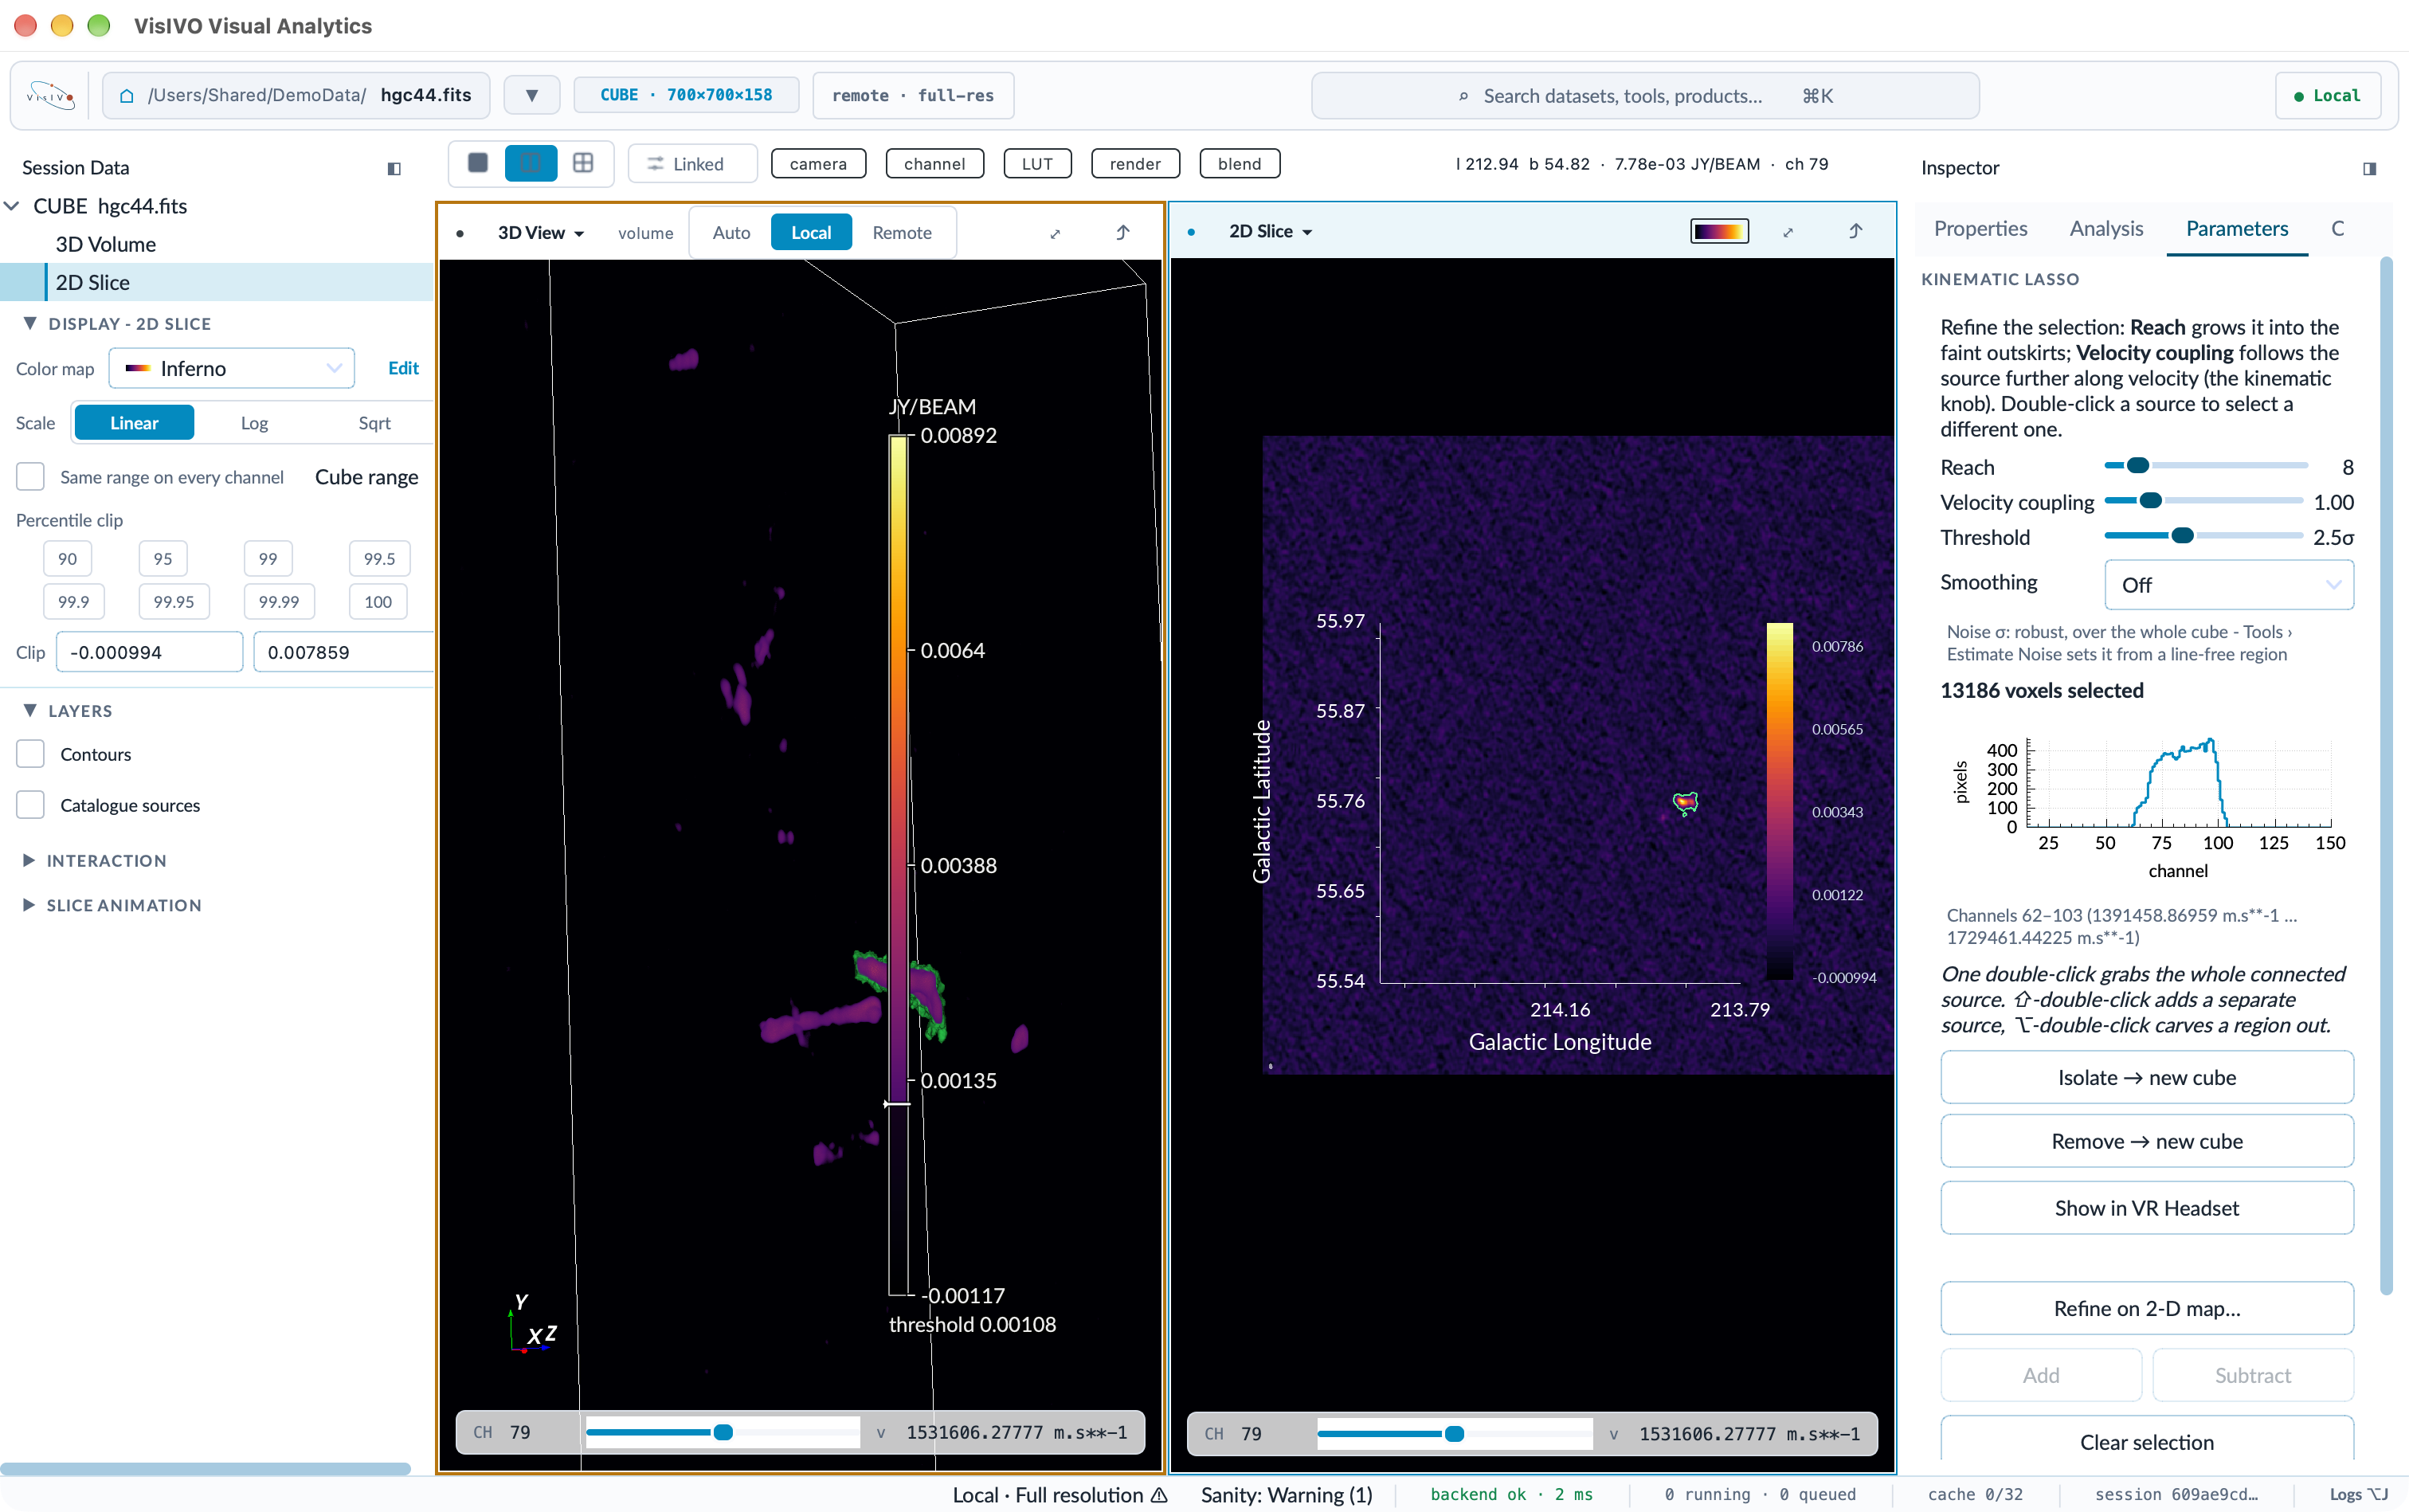 VisIVO Visual Analytics
VisIVO
/Users/Shared/DemoData/ hgc44.fits
▼
CUBE · 700×700×158
remote · full-res
Search datasets, tools, products... ⌘K
● Local
Session Data
CUBE hgc44.fits
3D Volume
2D Slice
▼ DISPLAY - 2D SLICE
Color map Inferno Edit
Scale Linear Log Sqrt
Same range on every channel Cube range
Percentile clip
90 95 99 99.5
99.9 99.95 99.99 100
Clip -0.000994 0.007859
▼ LAYERS
Contours
Catalogue sources
▶ INTERACTION
▶ SLICE ANIMATION
Linked camera channel LUT render blend
l 212.94 b 54.82 · 7.78e-03 JY/BEAM · ch 79
3D View volume Auto Local Remote
JY/BEAM
0.00892
0.0064
0.00388
0.00135
-0.00117
threshold 0.00108
Y
X Z
CH 79 v 1531606.27777 m.s**-1
2D Slice
55.97
55.87
55.76
55.65
55.54
Galactic Latitude
214.16 213.79
Galactic Longitude
0.00786
0.00565
0.00343
0.00122
-0.000994
CH 79 v 1531606.27777 m.s**-1
Inspector
Properties Analysis Parameters C
KINEMATIC LASSO
Refine the selection: Reach grows it into the
faint outskirts; Velocity coupling follows the
source further along velocity (the kinematic
knob). Double-click a source to select a
different one.
Reach 8
Velocity coupling 1.00
Threshold 2.5σ
Smoothing Off
Noise σ: robust, over the whole cube - Tools ›
Estimate Noise sets it from a line-free region
13186 voxels selected
400
300
200
100
0
pixels
25 50 75 100 125 150
channel
Channels 62–103 (1391458.86959 m.s**-1 ...
1729461.44225 m.s**-1)
One double-click grabs the whole connected
source. ⇧-double-click adds a separate
source, ⌥-double-click carves a region out.
Isolate → new cube
Remove → new cube
Show in VR Headset
Refine on 2-D map...
Add Subtract
Clear selection
Local · Full resolution ⚠ Sanity: Warning (1) backend ok · 2 ms 0 running · 0 queued cache 0/32 session 609ae9cd… Logs ⌥J